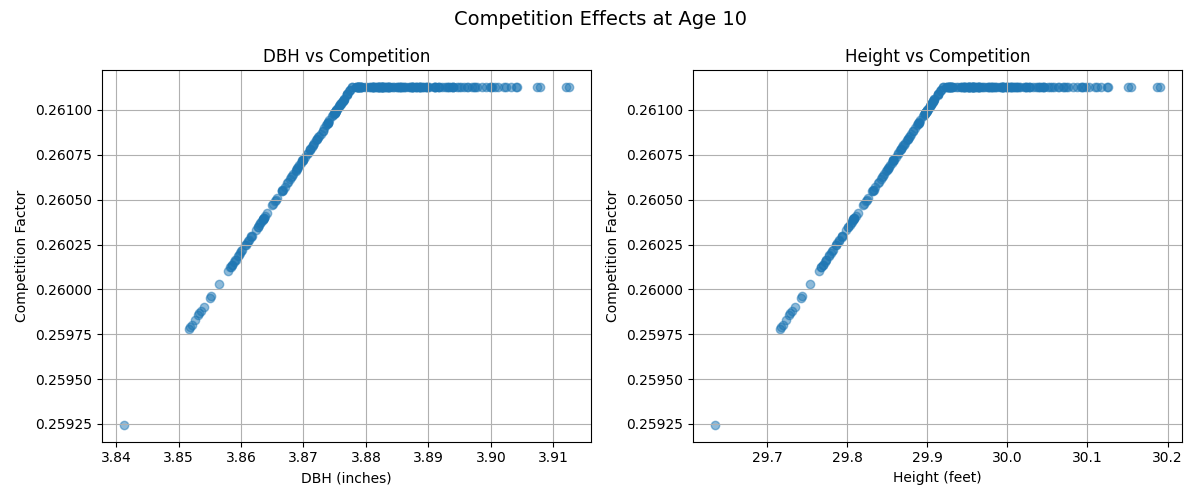 Competition Effects at Age 10
DBH vs Competition
Competition Factor
0.26100
0.26075
0.26050
0.26025
0.26000
0.25975
0.25950
0.25925
3.84 3.85 3.86 3.87 3.88 3.89 3.90 3.91
DBH (inches)
Height vs Competition
Competition Factor
0.26100
0.26075
0.26050
0.26025
0.26000
0.25975
0.25950
0.25925
29.7 29.8 29.9 30.0 30.1 30.2
Height (feet)